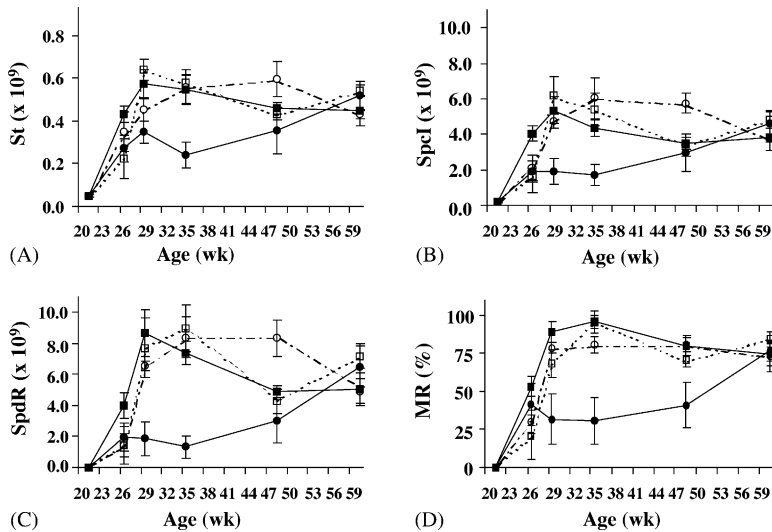 St (x 10⁹)
0.8
0.6
0.4
0.2
0.0
20 23 26 29 32 35 38 41 44 47 50 53 56 59
(A)
Age (wk)
SpcI (x 10⁹)
10.0
8.0
6.0
4.0
2.0
0.0
20 23 26 29 32 35 38 41 44 47 50 53 56 59
(B)
Age (wk)
SpdR (x 10⁹)
10.0
8.0
6.0
4.0
2.0
0.0
20 23 26 29 32 35 38 41 44 47 50 53 56 59
(C)
Age (wk)
MR (%)
100
75
50
25
0
20 23 26 29 32 35 38 41 44 47 50 53 56 59
(D)
Age (wk)